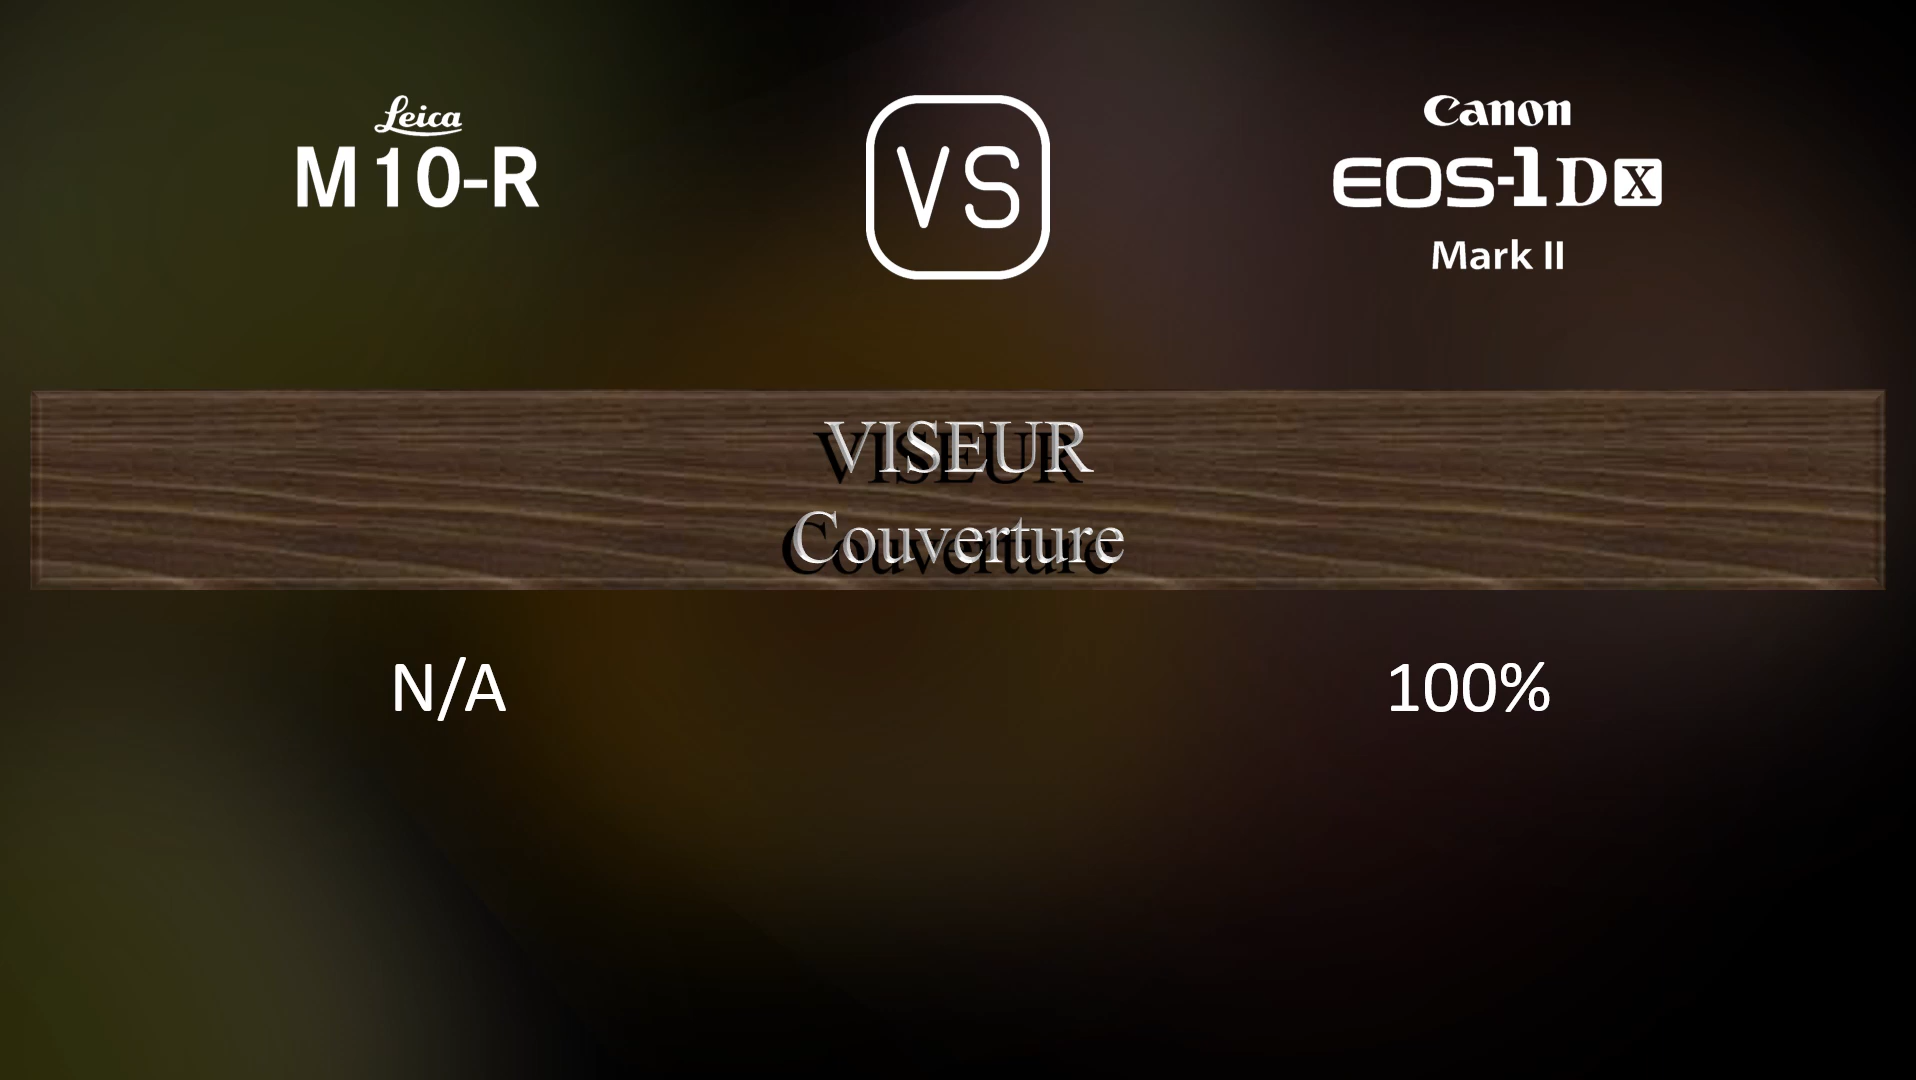 Leica
M10-R
VS
Canon
EOS-1DX
Mark II
VISEUR
Couverture
N/A
100%